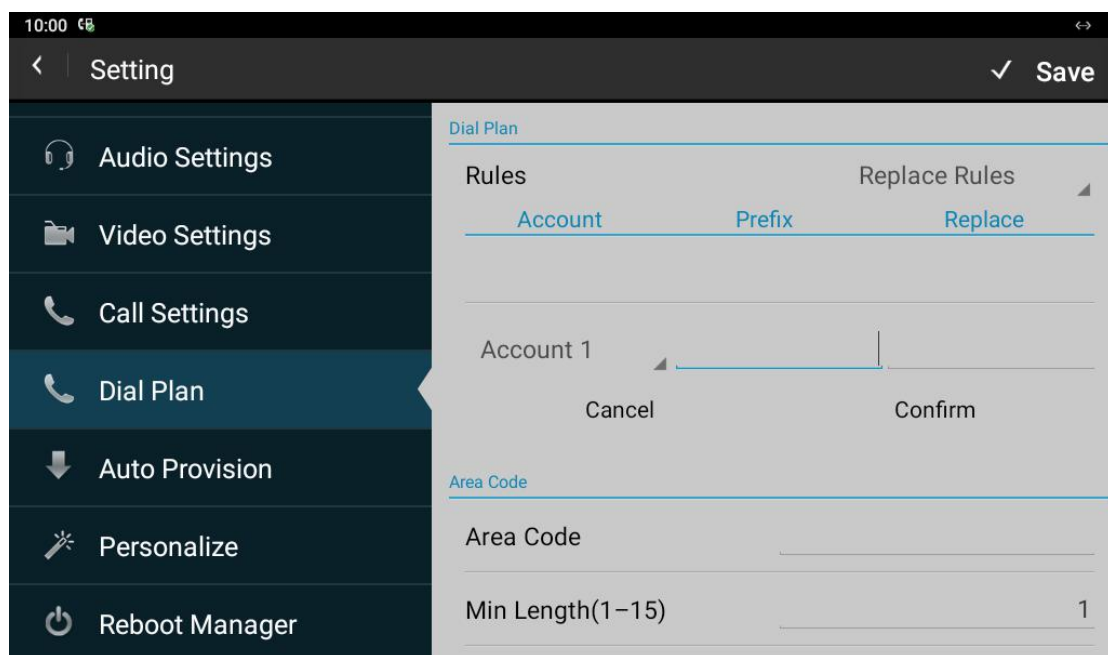 10:00
Setting
Save
Audio Settings
Video Settings
Call Settings
Dial Plan
Auto Provision
Personalize
Reboot Manager
Dial Plan
Rules Replace Rules
Account Prefix Replace
Account 1
Cancel Confirm
Area Code
Area Code
Min Length(1–15) 1